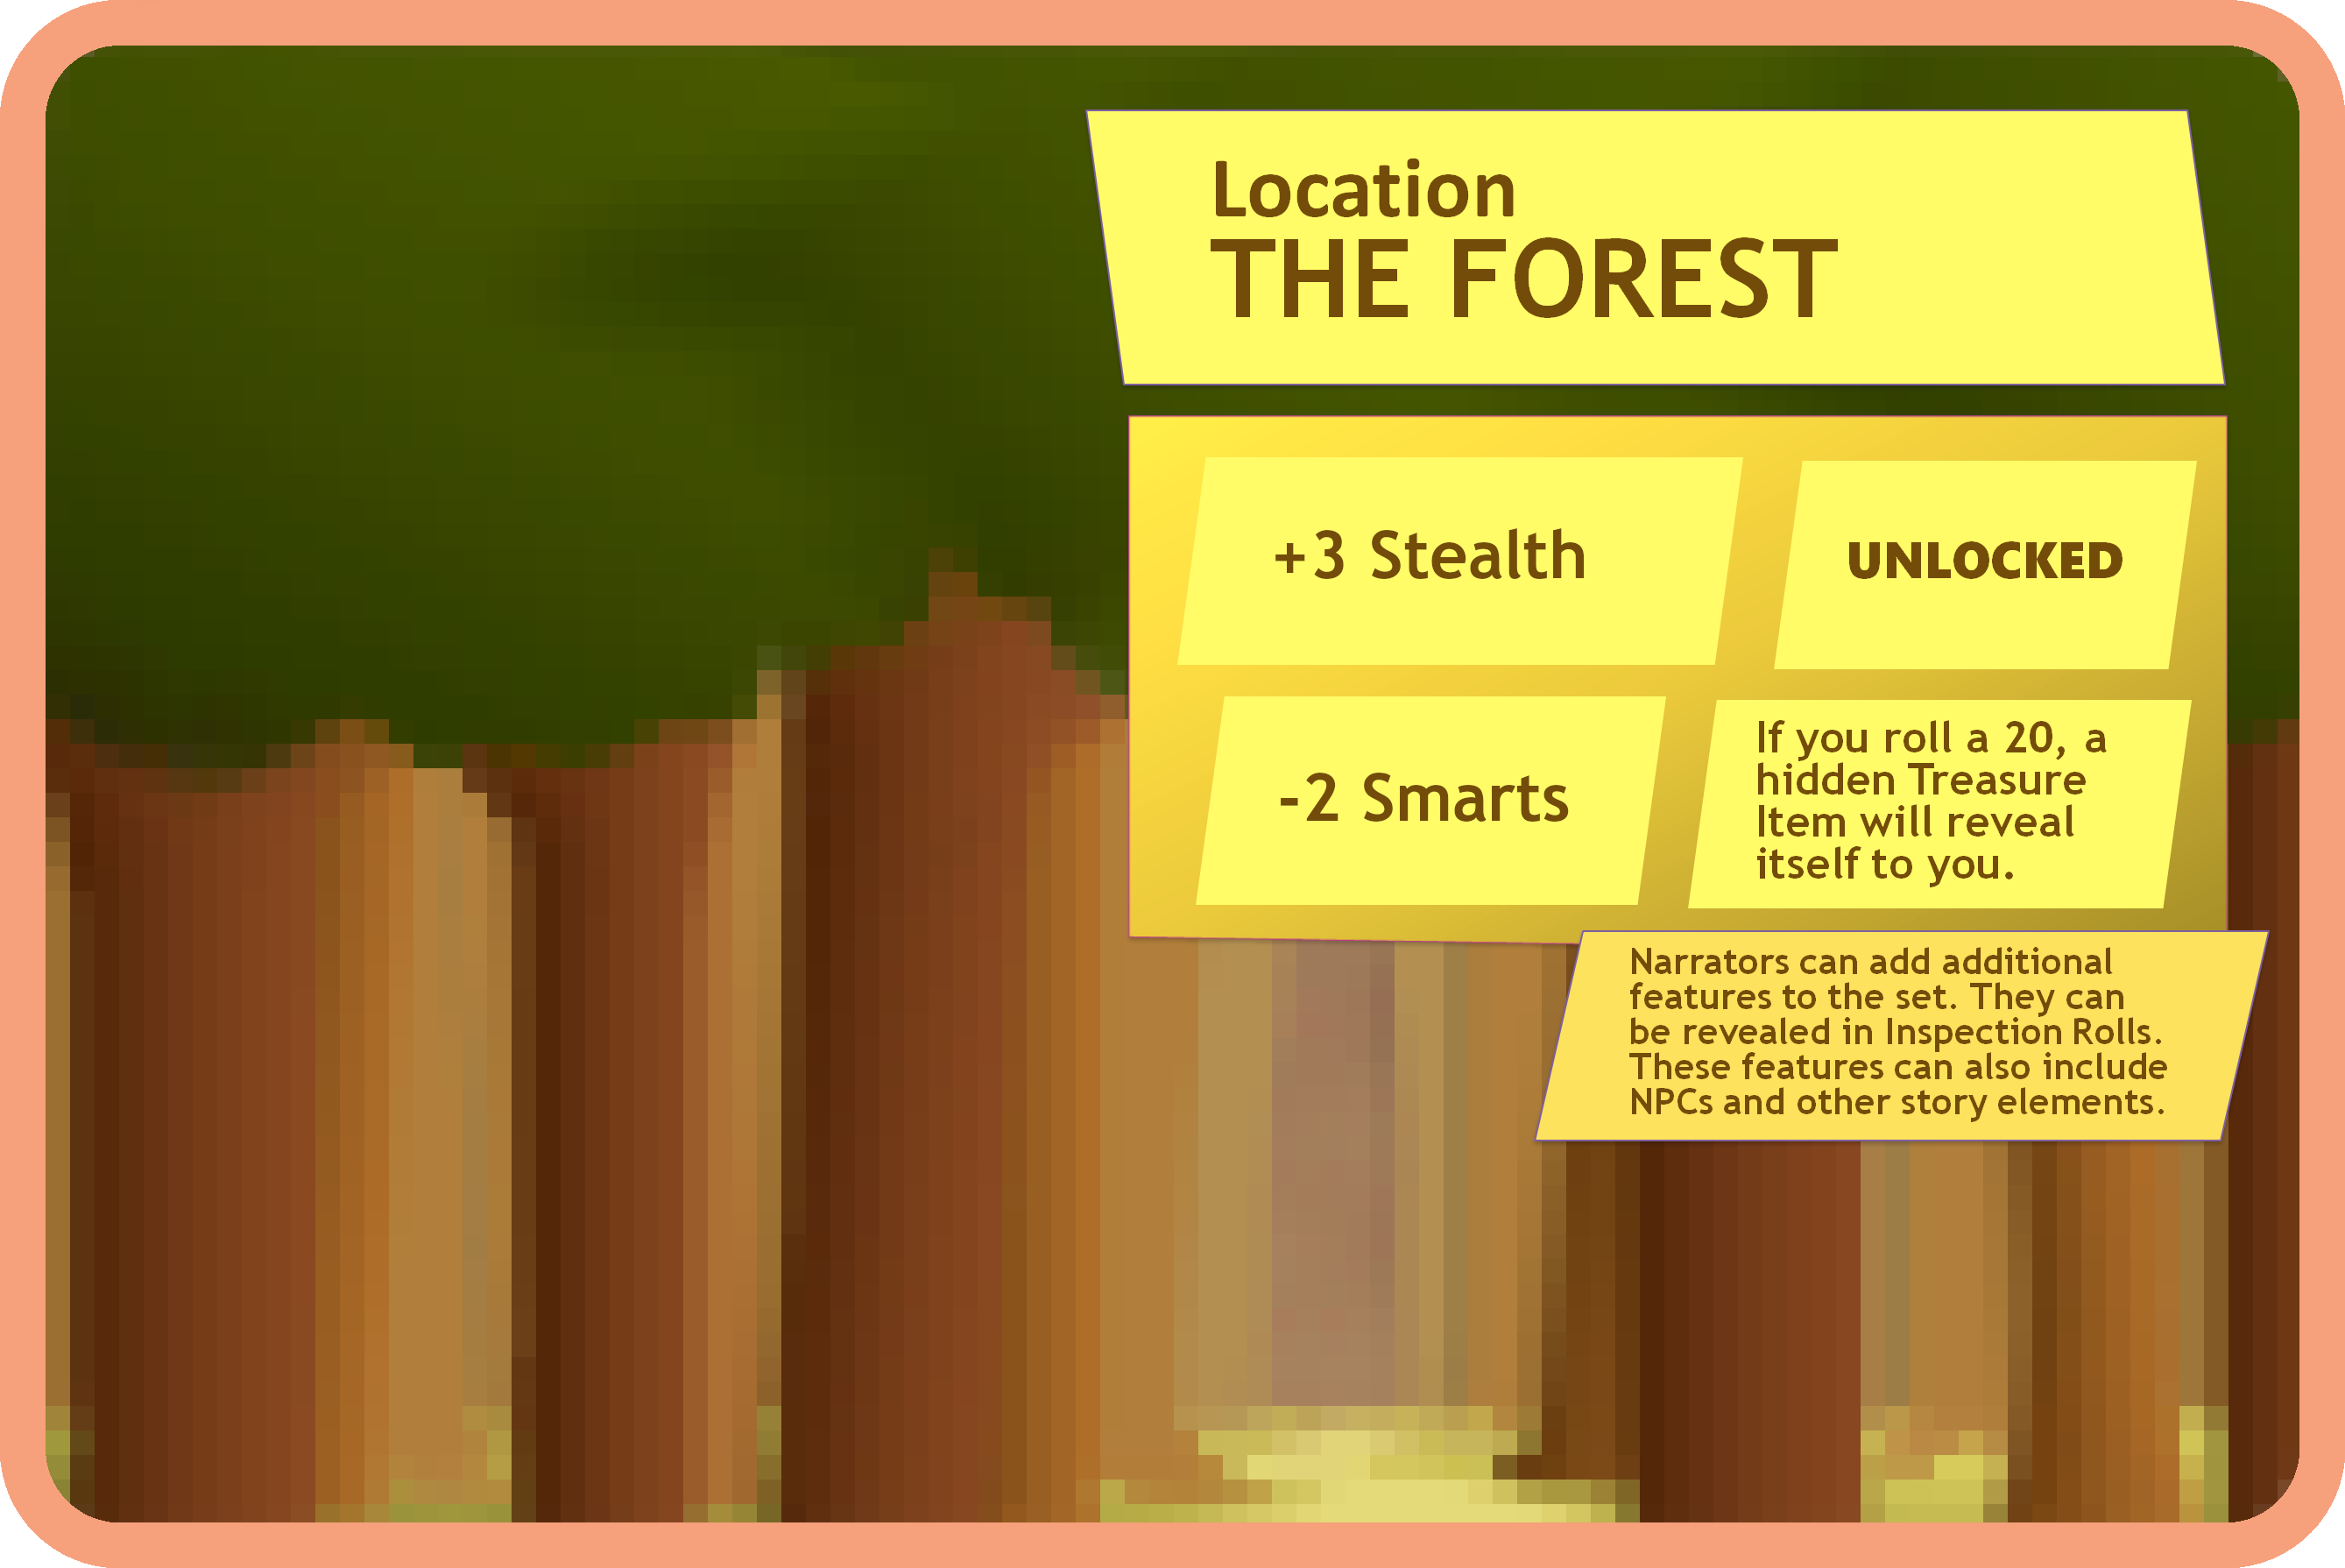 Location
THE FOREST
+3 Stealth
UNLOCKED
-2 Smarts
If you roll a 20, a
hidden Treasure
Item will reveal
itself to you.
Narrators can add additional
features to the set. They can
be revealed in Inspection Rolls.
These features can also include
NPCs and other story elements.